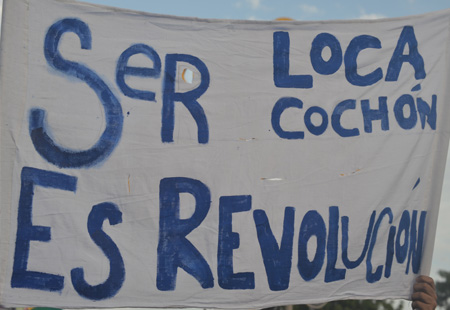 Ser LOCA
COCHÓN
Es REVOLUCIÓN